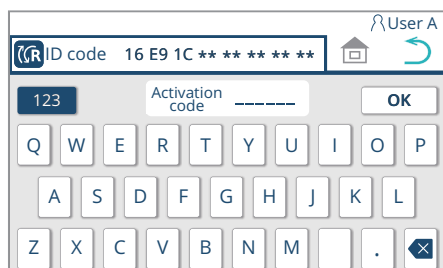 User A
R ID code 16 E9 1C ** ** ** ** **
123 Activation code ______ OK
Q W E R T Y U I O P
A S D F G H J K L
Z X C V B N M .